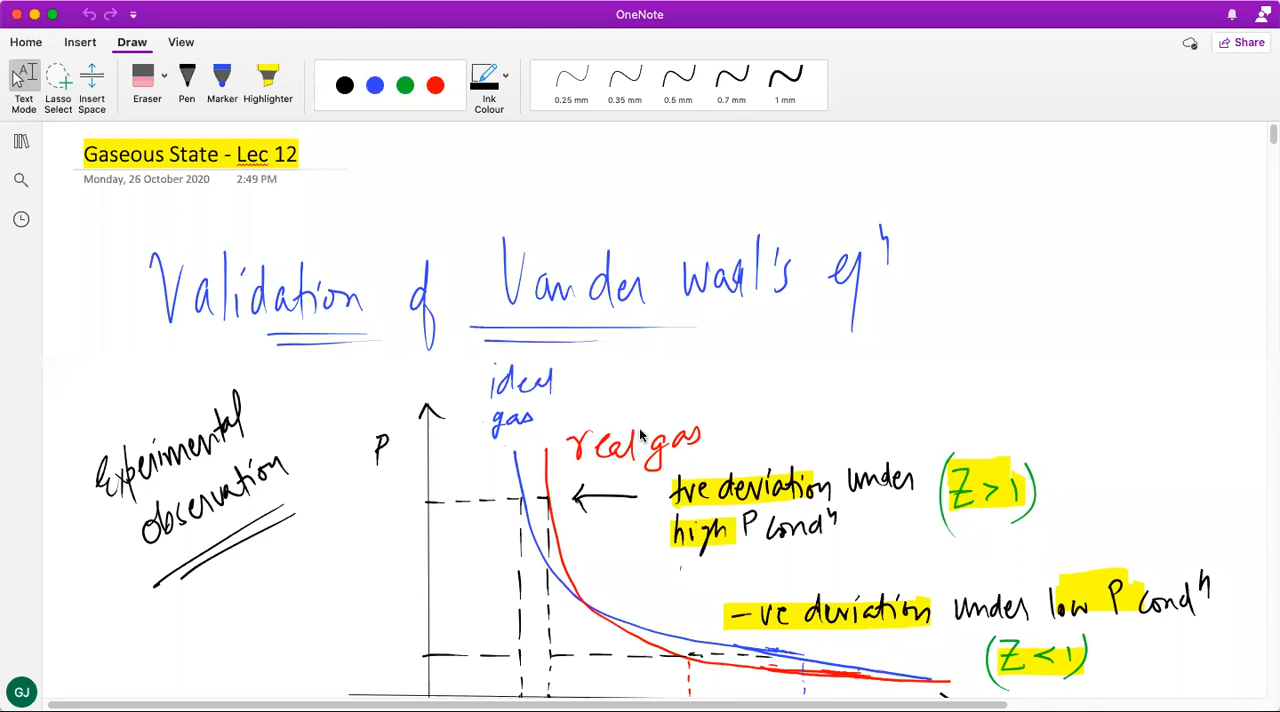 OneNote
Home Insert Draw View
Share
Text Mode
Lasso Select
Insert Space
Eraser
Pen
Marker
Highlighter
Ink Colour
0.25 mm
0.35 mm
0.5 mm
0.7 mm
1 mm
Gaseous State - Lec 12
Monday, 26 October 2020 2:49 PM
Validation of Van der waal's eqⁿ
Experimental
observation
P
ideal
gas
real gas
+ve deviation under
high P condⁿ
(Z > 1)
-ve deviation under low P condⁿ
(Z < 1)
GJ